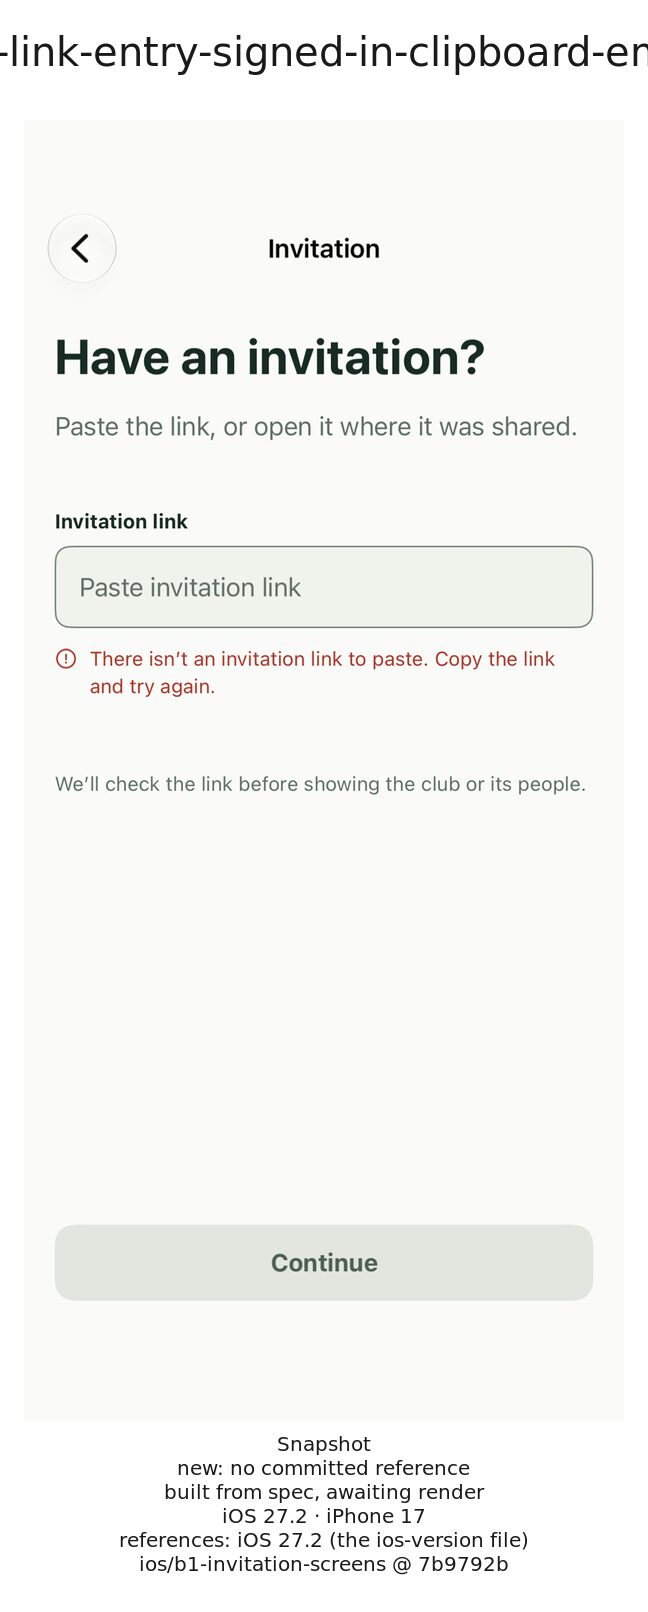 -link-entry-signed-in-clipboard-en
Invitation
Have an invitation?
Paste the link, or open it where it was shared.
Invitation link
Paste invitation link
There isn’t an invitation link to paste. Copy the link
and try again.
We’ll check the link before showing the club or its people.
Continue
Snapshot
new: no committed reference
built from spec, awaiting render
iOS 27.2 · iPhone 17
references: iOS 27.2 (the ios-version file)
ios/b1-invitation-screens @ 7b9792b